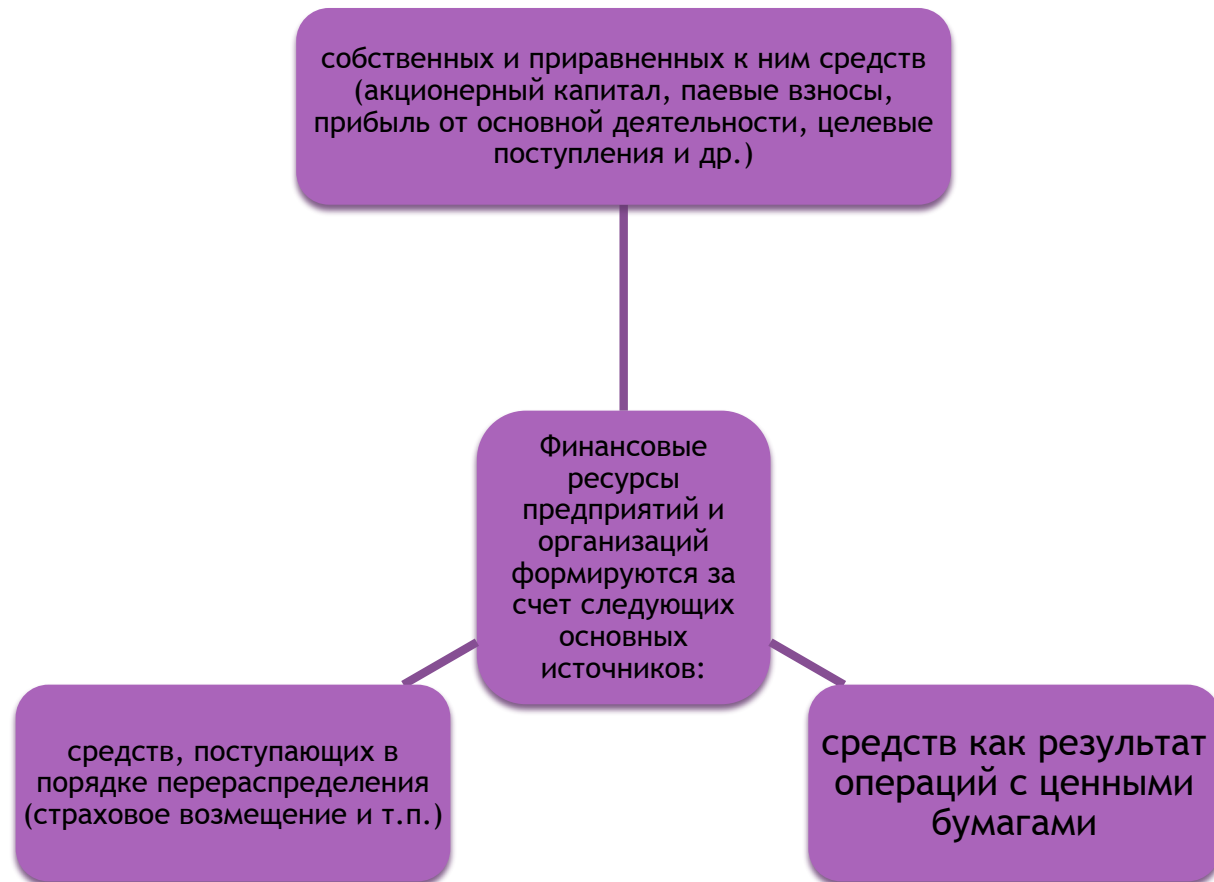 собственных и приравненных к ним средств
(акционерный капитал, паевые взносы,
прибыль от основной деятельности, целевые
поступления и др.)
Финансовые
ресурсы
предприятий и
организаций
формируются за
счет следующих
основных
источников:
средств, поступающих в
порядке перераспределения
(страховое возмещение и т.п.)
средств как результат
операций с ценными
бумагами